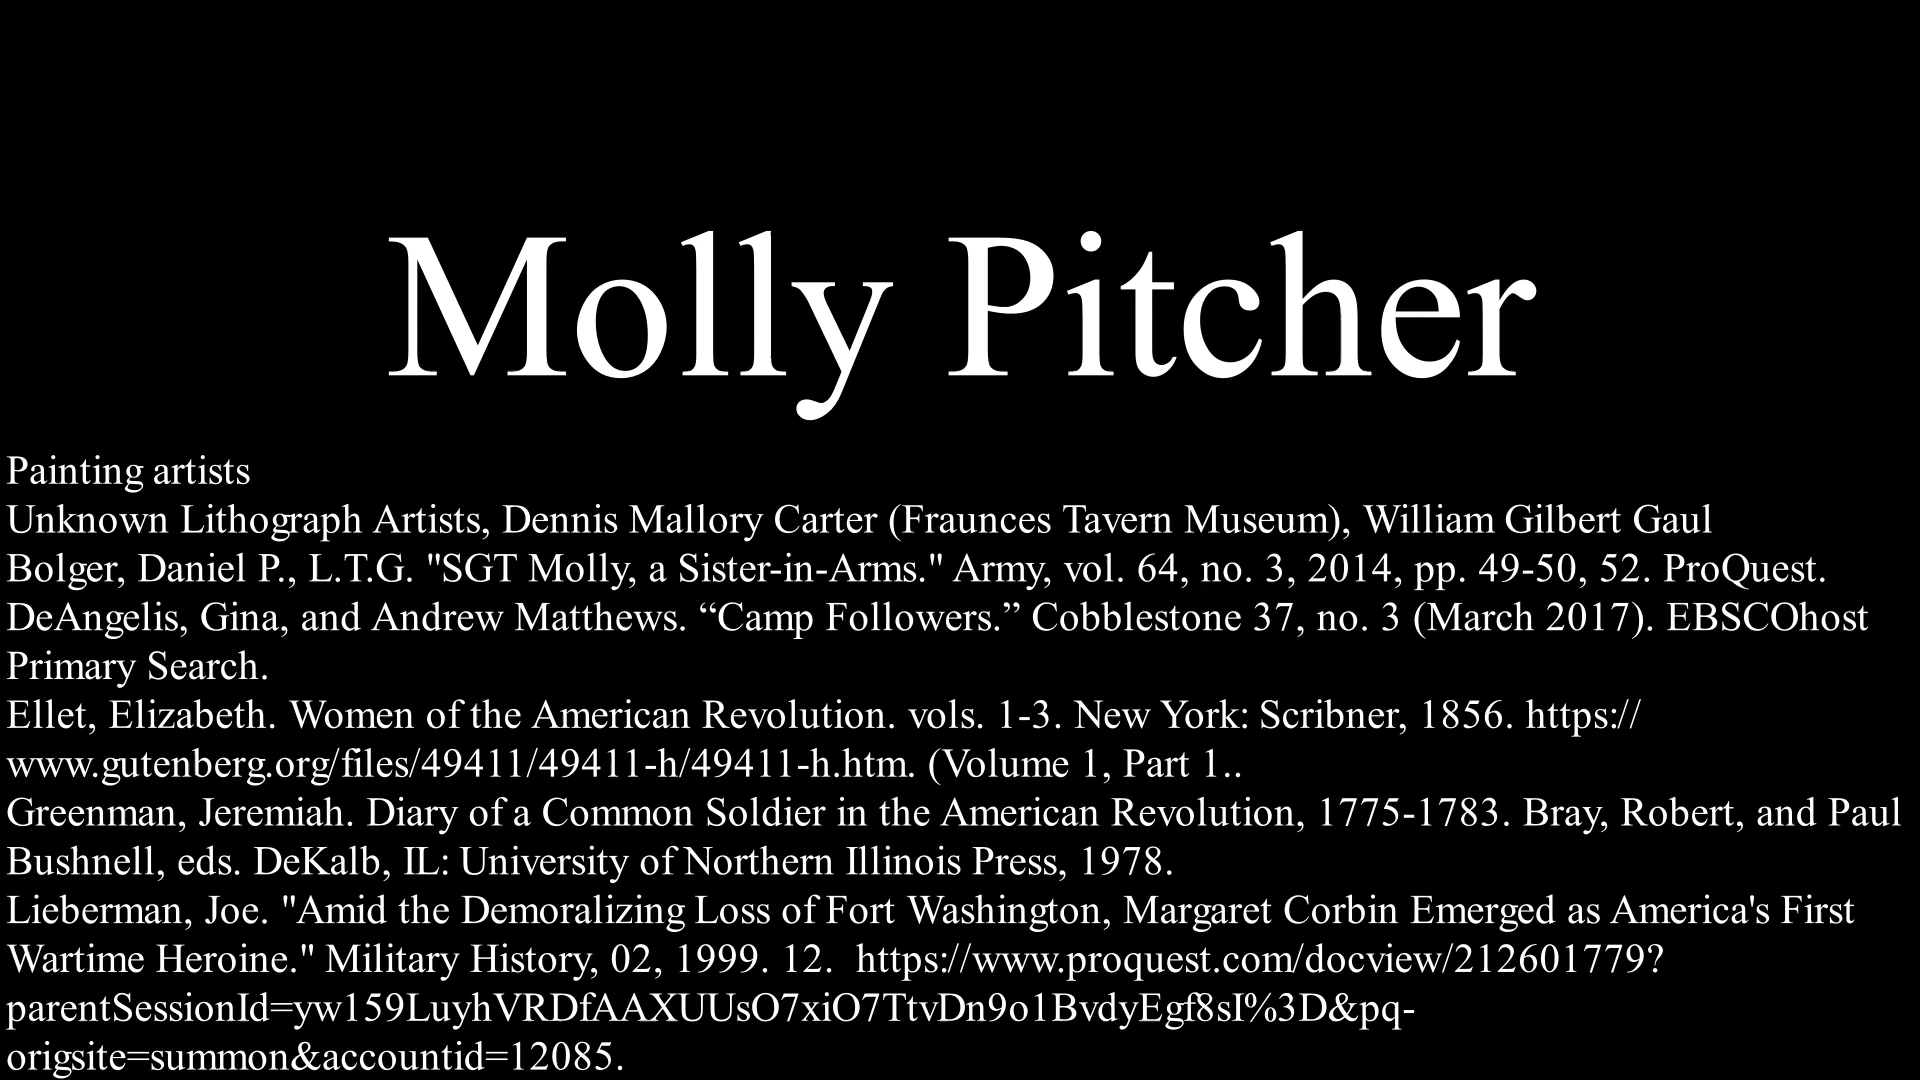 Molly Pitcher
Painting artists
Unknown Lithograph Artists, Dennis Mallory Carter (Fraunces Tavern Museum), William Gilbert Gaul
Bolger, Daniel P., L.T.G. "SGT Molly, a Sister-in-Arms." Army, vol. 64, no. 3, 2014, pp. 49-50, 52. ProQuest.
DeAngelis, Gina, and Andrew Matthews. “Camp Followers.” Cobblestone 37, no. 3 (March 2017). EBSCOhost
Primary Search.
Ellet, Elizabeth. Women of the American Revolution. vols. 1-3. New York: Scribner, 1856. https://
www.gutenberg.org/files/49411/49411-h/49411-h.htm. (Volume 1, Part 1..
Greenman, Jeremiah. Diary of a Common Soldier in the American Revolution, 1775-1783. Bray, Robert, and Paul
Bushnell, eds. DeKalb, IL: University of Northern Illinois Press, 1978.
Lieberman, Joe. "Amid the Demoralizing Loss of Fort Washington, Margaret Corbin Emerged as America's First
Wartime Heroine." Military History, 02, 1999. 12.  https://www.proquest.com/docview/212601779?
parentSessionId=yw159LuyhVRDfAAXUUsO7xiO7TtvDn9o1BvdyEgf8sI%3D&pq-
origsite=summon&accountid=12085.